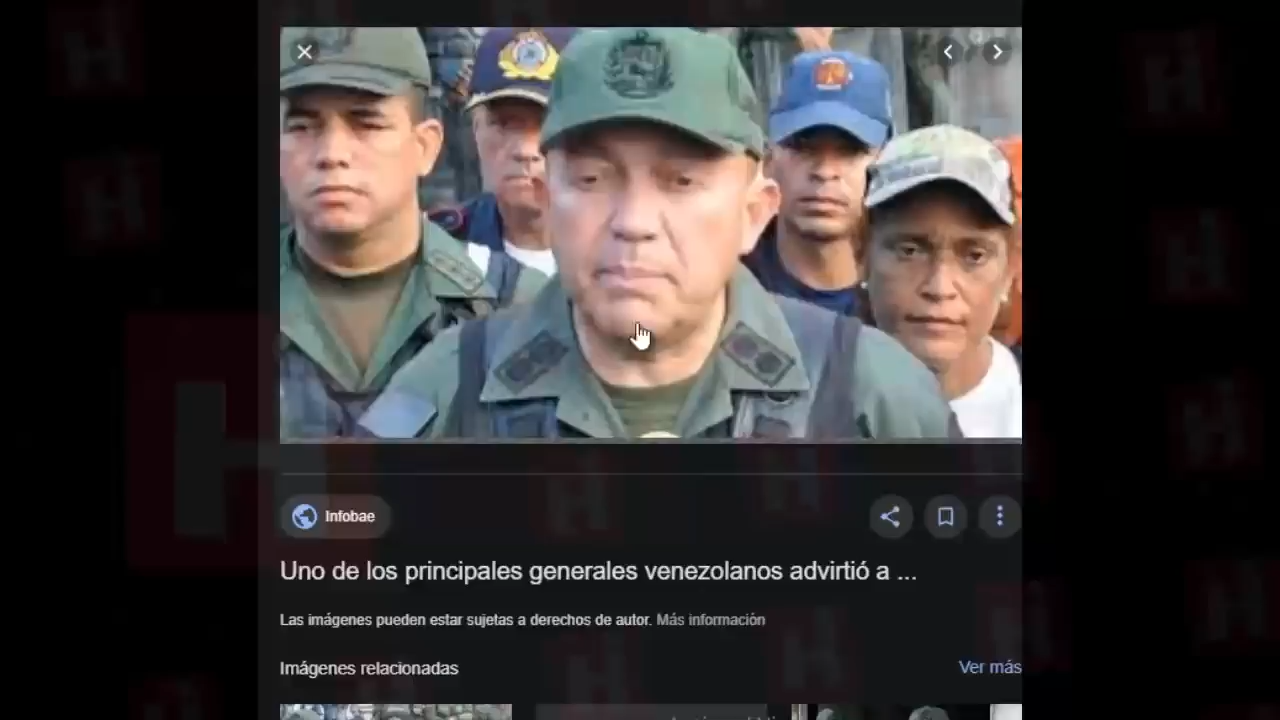 Infobae
Uno de los principales generales venezolanos advirtió a ...
Las imágenes pueden estar sujetas a derechos de autor. Más información
Imágenes relacionadas
Ver más